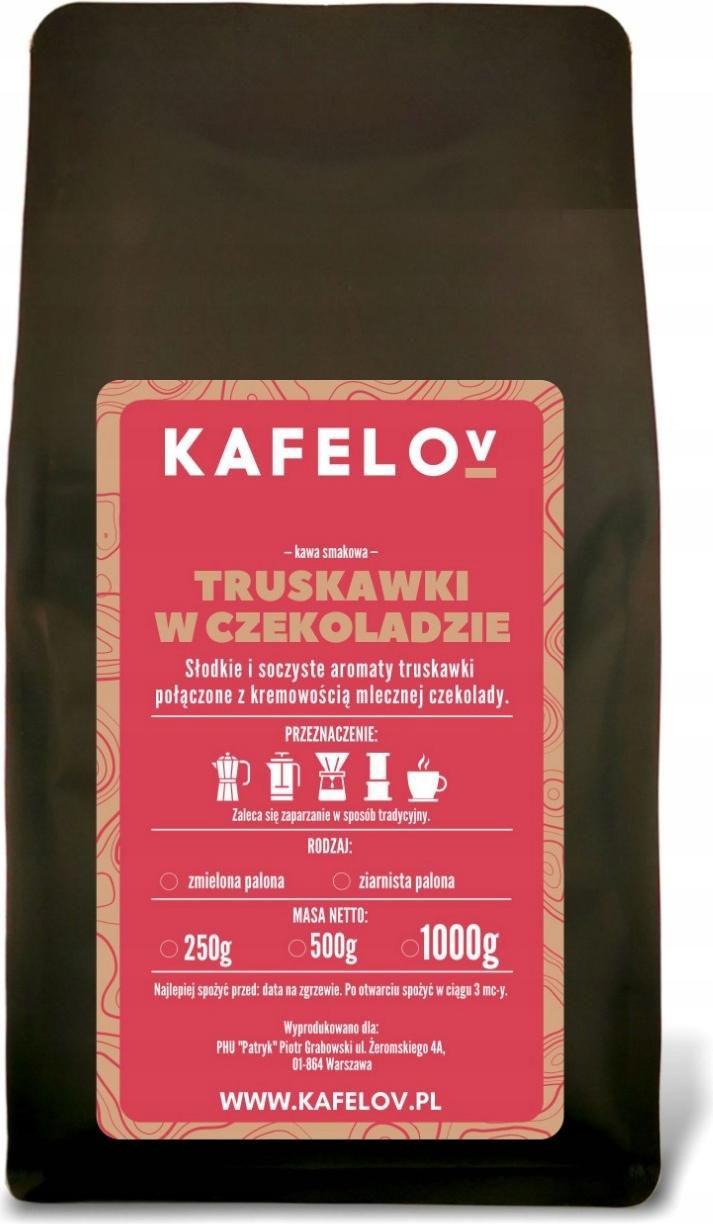 KAFELOV
– kawa smakowa –
TRUSKAWKI
W CZEKOLADZIE
Słodkie i soczyste aromaty truskawki
połączone z kremowością mlecznej czekolady.
PRZEZNACZENIE:
Zaleca się zaparzanie w sposób tradycyjny.
RODZAJ:
zmielona palona ziarnista palona
MASA NETTO:
250g 500g 1000g
Najlepiej spożyć przed: data na zgrzewie. Po otwarciu spożyć w ciągu 3 mc-y.
Wyprodukowano dla:
PHU "Patryk" Piotr Grabowski ul. Żeromskiego 4A,
01-864 Warszawa
WWW.KAFELOV.PL